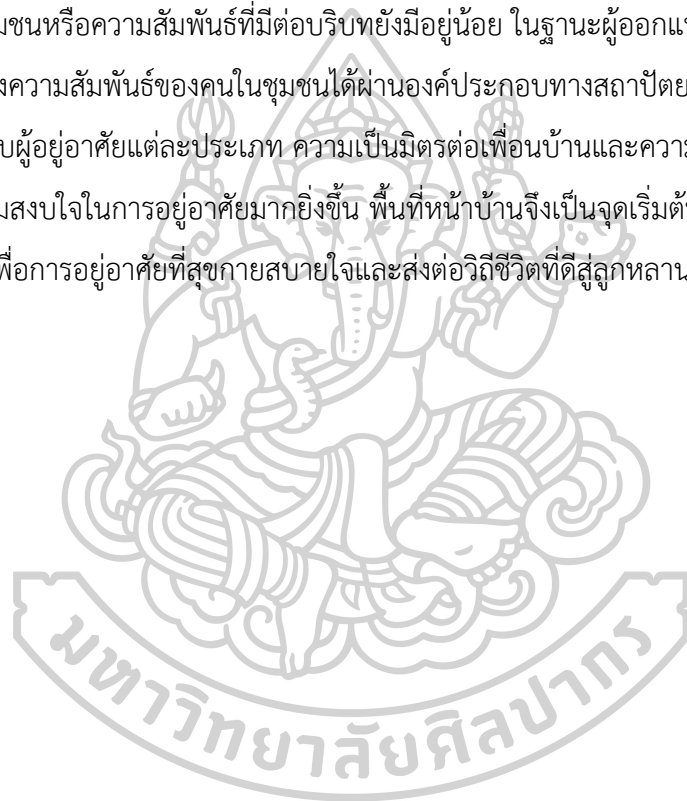 มชนหรือความสัมพันธ์ที่มีต่อบริบทยังมีอยู่น้อย ในฐานะผู้ออกแ
งความสัมพันธ์ของคนในชุมชนได้ผ่านองค์ประกอบทางสถาปัตย
บผู้อยู่อาศัยแต่ละประเภท ความเป็นมิตรต่อเพื่อนบ้านและความ
มสงบใจในการอยู่อาศัยมากยิ่งขึ้น พื้นที่หน้าบ้านจึงเป็นจุดเริ่มต้
พื่อการอยู่อาศัยที่สุขกายสบายใจและส่งต่อวิถีชีวิตที่ดีสู่ลูกหลาน
มหาวิทยาลัยศิลปากร